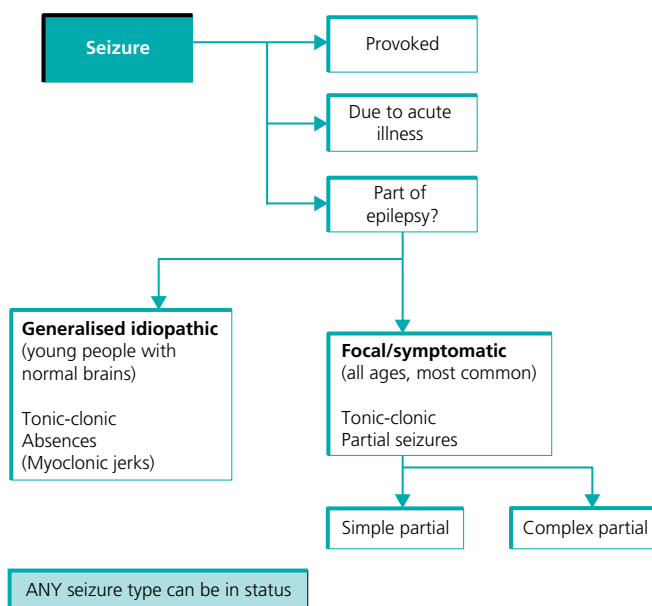 Seizure
Provoked
Due to acute
illness
Part of
epilepsy?
Generalised idiopathic
(young people with
normal brains)
Tonic-clonic
Absences
(Myoclonic jerks)
Focal/symptomatic
(all ages, most common)
Tonic-clonic
Partial seizures
Simple partial
Complex partial
ANY seizure type can be in status